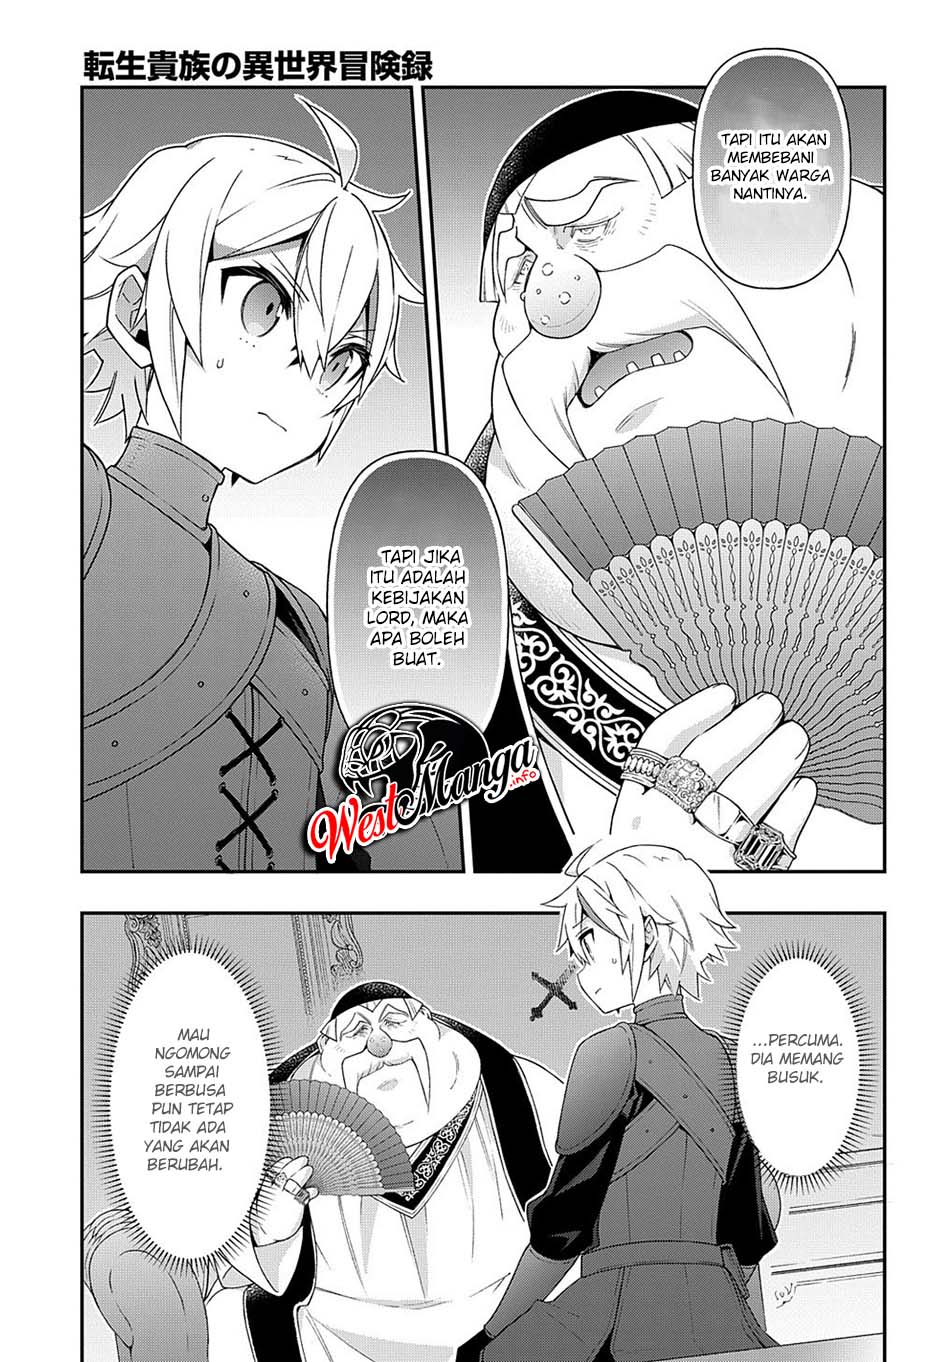 転生貴族の異世界冒険録
TAPI ITU AKAN
MEMBEBANI
BANYAK WARGA
NANTINYA.
TAPI JIKA
ITU ADALAH
KEBIJAKAN
LORD, MAKA
APA BOLEH
BUAT.
WestManga
.info
...PERCUMA.
DIA MEMANG
BUSUK.
MAU
NGOMONG
SAMPAI
BERBUSA
PUN TETAP
TIDAK ADA
YANG AKAN
BERUBAH.